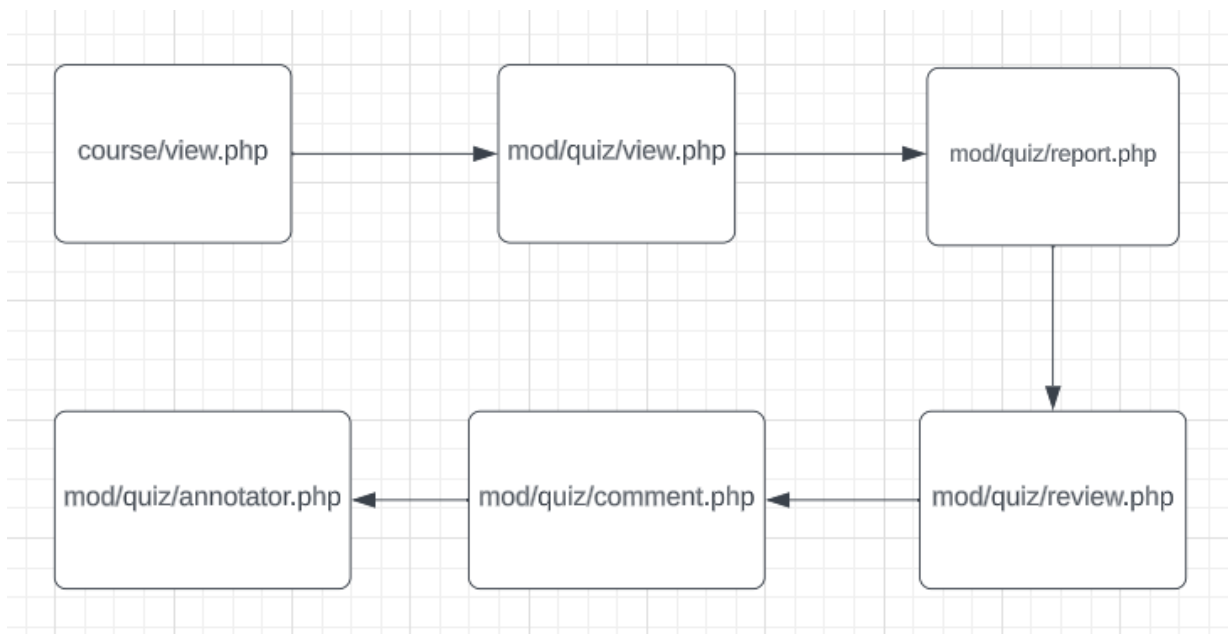 course/view.php
mod/quiz/view.php
mod/quiz/report.php
mod/quiz/review.php
mod/quiz/comment.php
mod/quiz/annotator.php